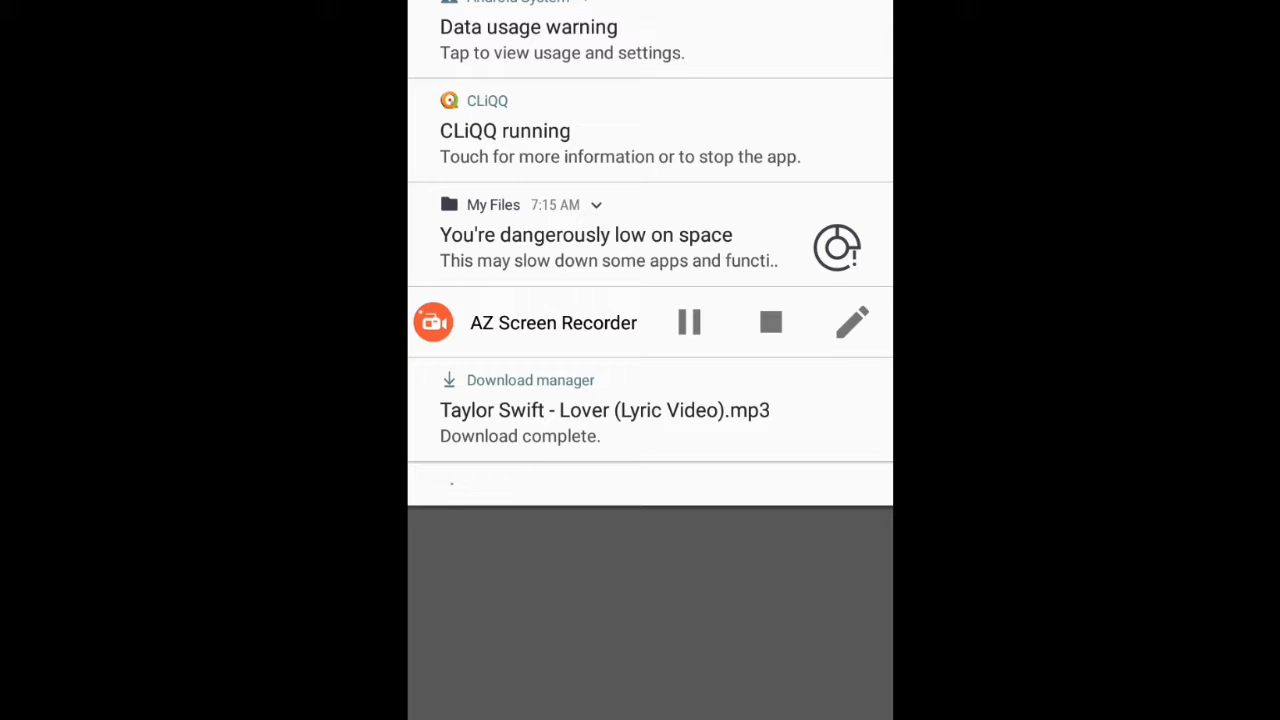 Android System
Data usage warning
Tap to view usage and settings.
CLiQQ
CLiQQ running
Touch for more information or to stop the app.
My Files 7:15 AM
You're dangerously low on space
This may slow down some apps and functi..
AZ Screen Recorder
Download manager
Taylor Swift - Lover (Lyric Video).mp3
Download complete.